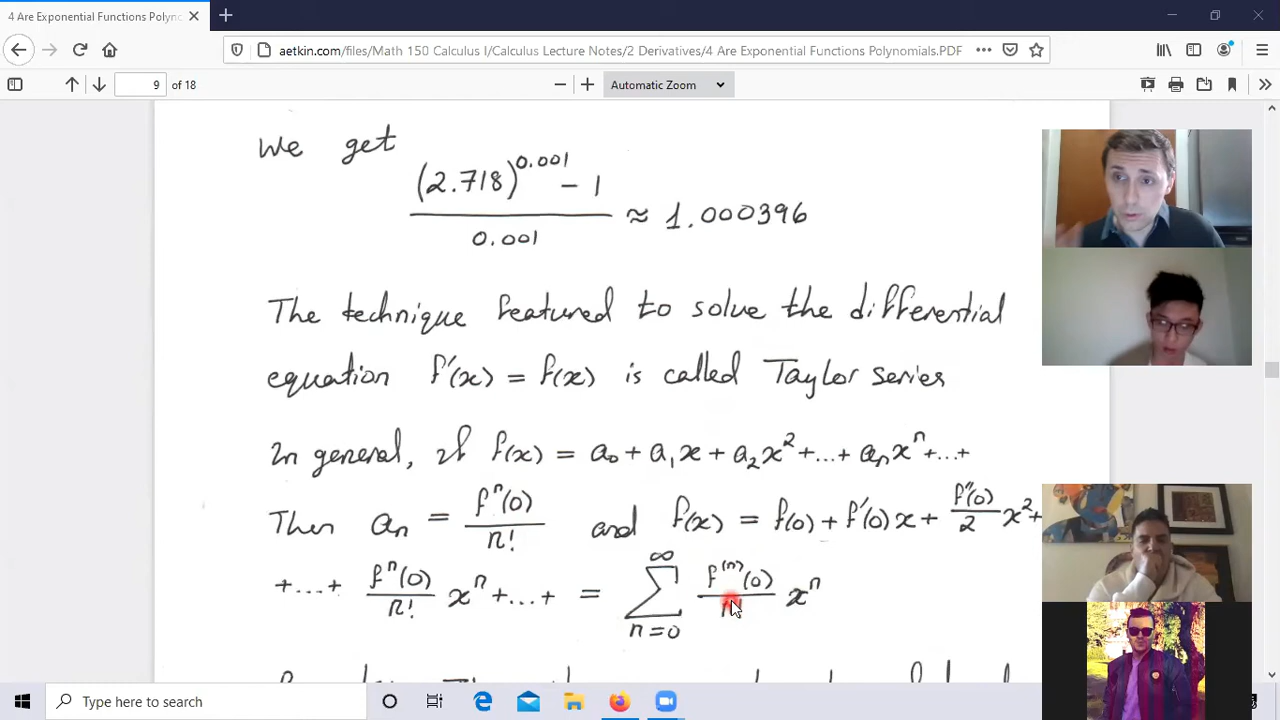 4 Are Exponential Functions Polync
aetkin.com/files/Math 150 Calculus I/Calculus Lecture Notes/2 Derivatives/4 Are Exponential Functions Polynomials.PDF
9 of 18
Automatic Zoom
We get
(2.718)^0.001 - 1
0.001
≈ 1.000396
The technique featured to solve the differential
equation f'(x) = f(x) is called Taylor series
In general, if f(x) = a₀ + a₁x + a₂x² +...+ aₙxⁿ+...+
Then aₙ = fⁿ(0)/n! and f(x) = f(0) + f'(0)x + f''(0)/2 x²+
+...+ fⁿ(0)/n! xⁿ +...+ = ∑_{n=0}^{∞} f⁽ⁿ⁾(0)/n! xⁿ
Type here to search